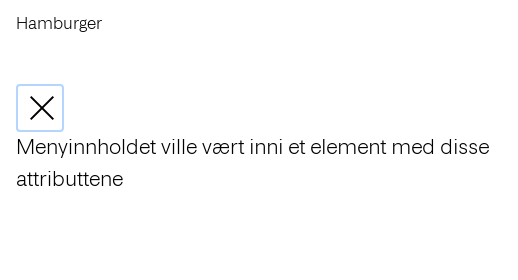 Hamburger
Menyinnholdet ville vært inni et element med disse
attributtene